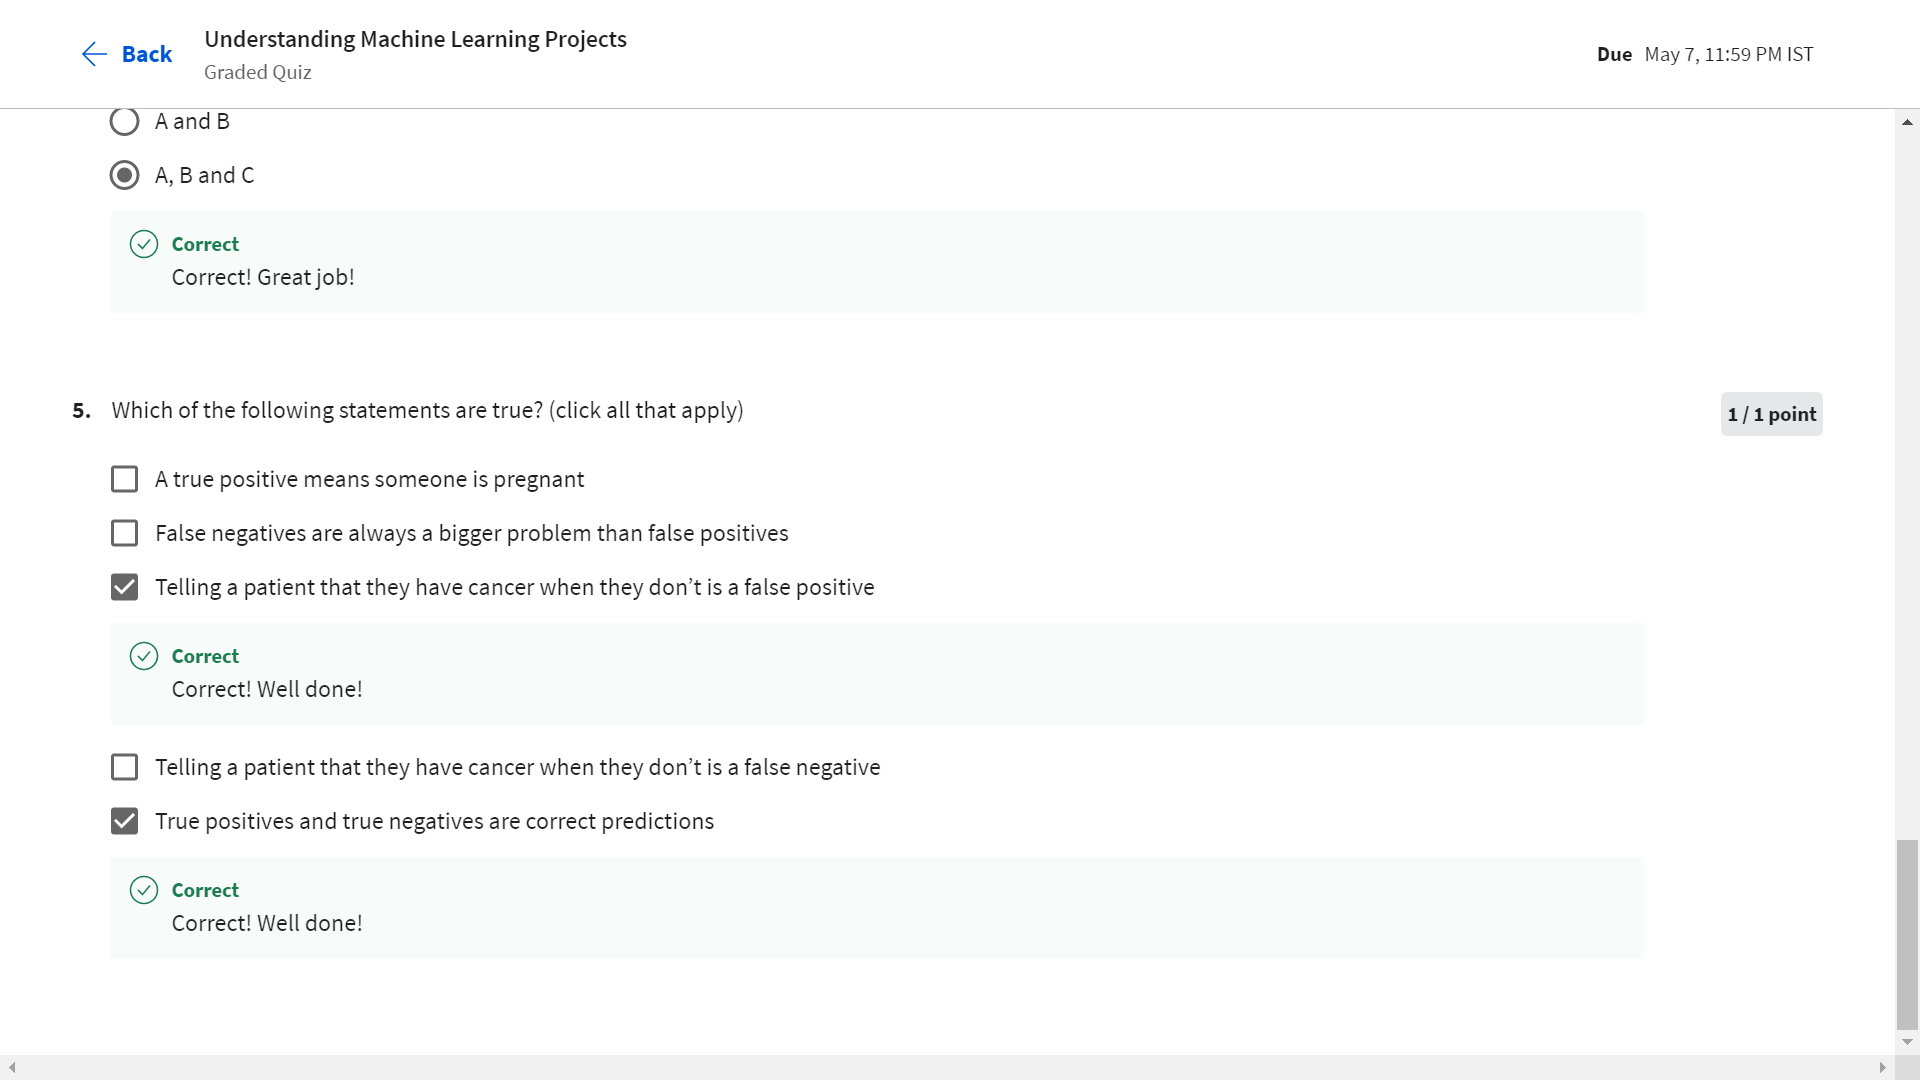 Back
Understanding Machine Learning Projects
Graded Quiz
Due May 7, 11:59 PM IST
A and B
A, B and C
Correct
Correct! Great job!
5. Which of the following statements are true? (click all that apply)
1 / 1 point
A true positive means someone is pregnant
False negatives are always a bigger problem than false positives
Telling a patient that they have cancer when they don’t is a false positive
Correct
Correct! Well done!
Telling a patient that they have cancer when they don’t is a false negative
True positives and true negatives are correct predictions
Correct
Correct! Well done!